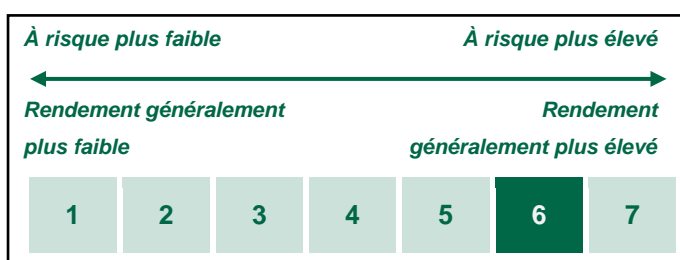 À risque plus faible À risque plus élevé
Rendement généralement Rendement
plus faible généralement plus élevé
1 2 3 4 5 6 7